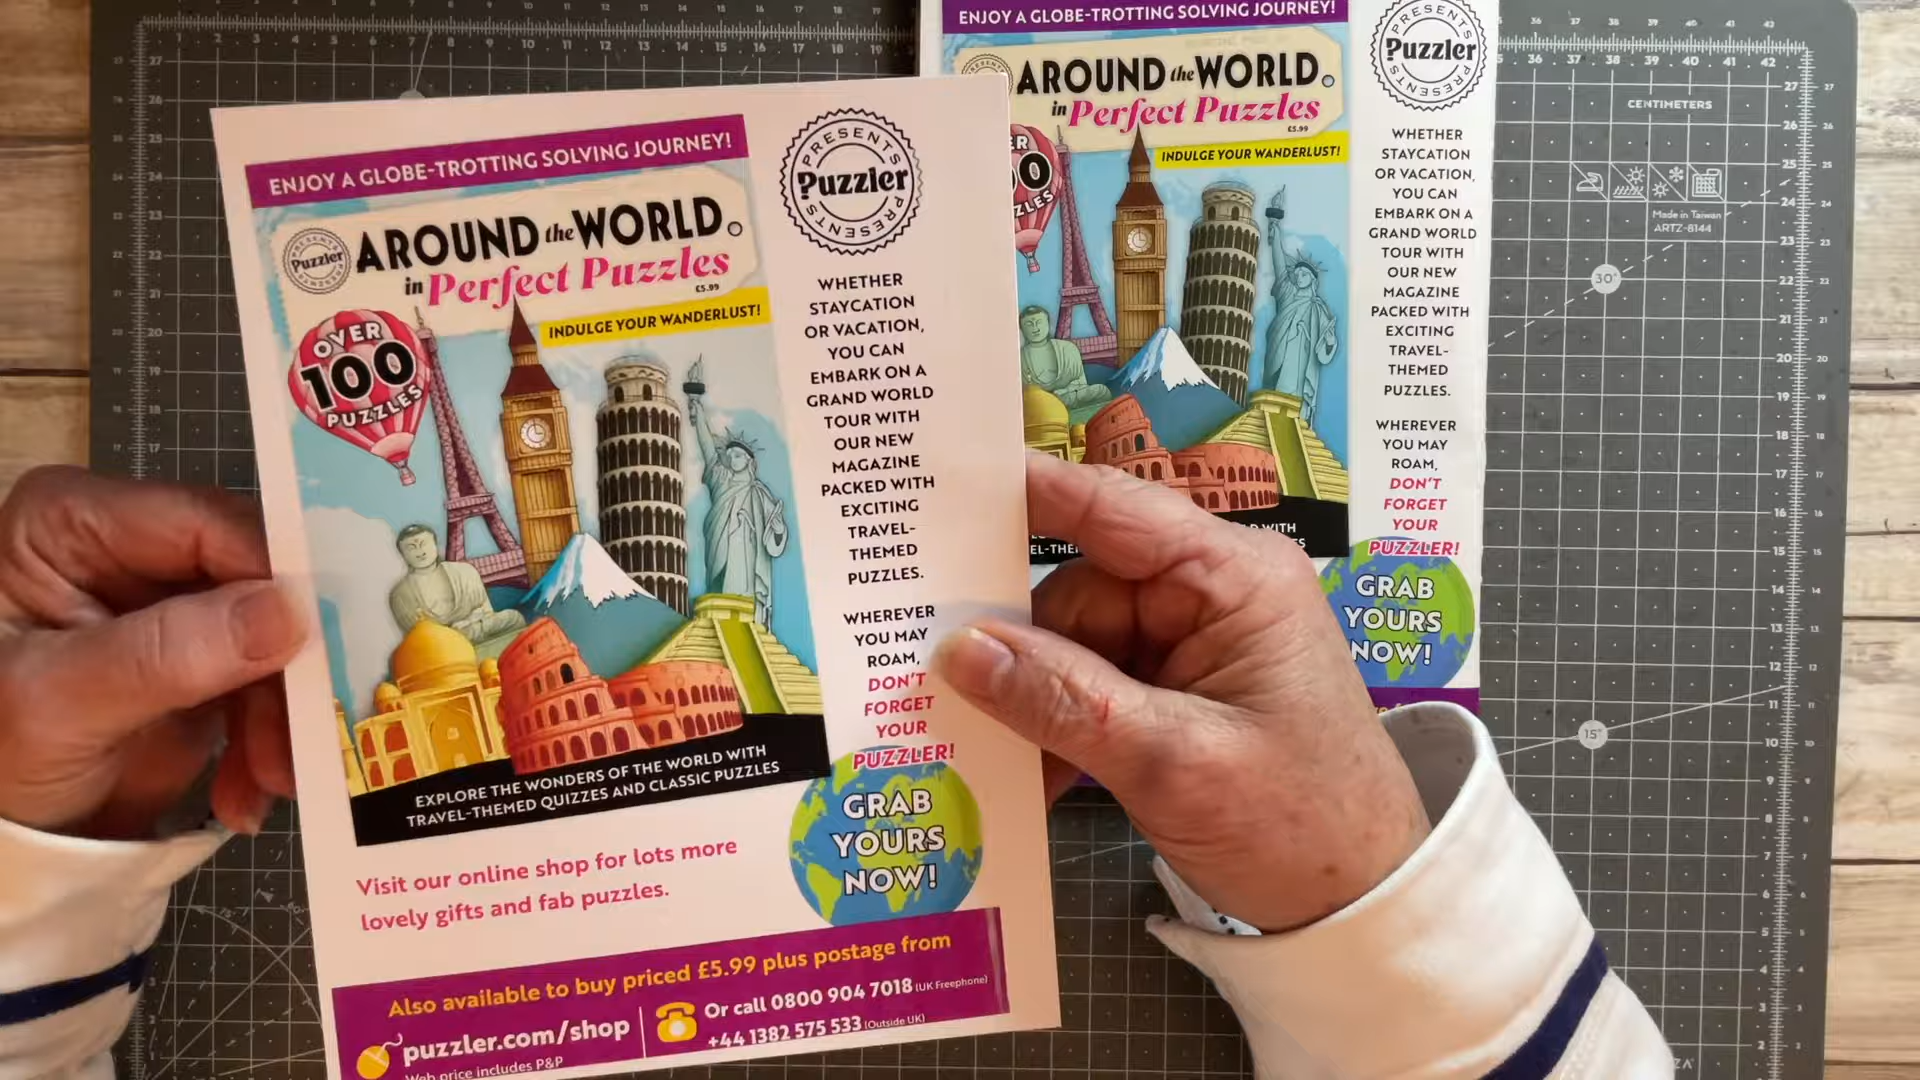 ENJOY A GLOBE-TROTTING SOLVING JOURNEY!
PRESENTS
Puzzler
PRESENTS
PRESENTS
Puzzler
PRESENTS
AROUND the WORLD
in Perfect Puzzles
£5.99
INDULGE YOUR WANDERLUST!
OVER
100
PUZZLES
EXPLORE THE WONDERS OF THE WORLD WITH
TRAVEL-THEMED QUIZZES AND CLASSIC PUZZLES
WHETHER
STAYCATION
OR VACATION,
YOU CAN
EMBARK ON A
GRAND WORLD
TOUR WITH
OUR NEW
MAGAZINE
PACKED WITH
EXCITING
TRAVEL-
THEMED
PUZZLES.
WHEREVER
YOU MAY
ROAM,
DON'T
FORGET
YOUR
PUZZLER!
GRAB
YOURS
NOW!
Visit our online shop for lots more
lovely gifts and fab puzzles.
Also available to buy priced £5.99 plus postage from
puzzler.com/shop
Web price includes P&P
Or call 0800 904 7018 (UK Freephone)
+44 1382 575 533 (Outside UK)
ENJOY A GLOBE-TROTTING SOLVING JOURNEY!
PRESENTS
Puzzler
PRESENTS
AROUND the WORLD
in Perfect Puzzles
£5.99
INDULGE YOUR WANDERLUST!
WITH
WHETHER
STAYCATION
OR VACATION,
YOU CAN
EMBARK ON A
GRAND WORLD
TOUR WITH
OUR NEW
MAGAZINE
PACKED WITH
EXCITING
TRAVEL-
THEMED
PUZZLES.
WHEREVER
YOU MAY
ROAM,
DON'T
FORGET
YOUR
PUZZLER!
GRAB
YOURS
NOW!
CENTIMETERS
Made in Taiwan
ARTZ-8144
30°
15°